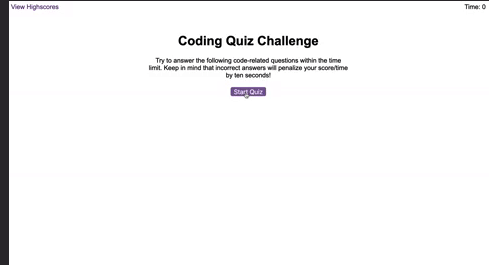 View Highscores
Time: 0
Coding Quiz Challenge
Try to answer the following code-related questions within the time
limit. Keep in mind that incorrect answers will penalize your score/time
by ten seconds!
Start Quiz